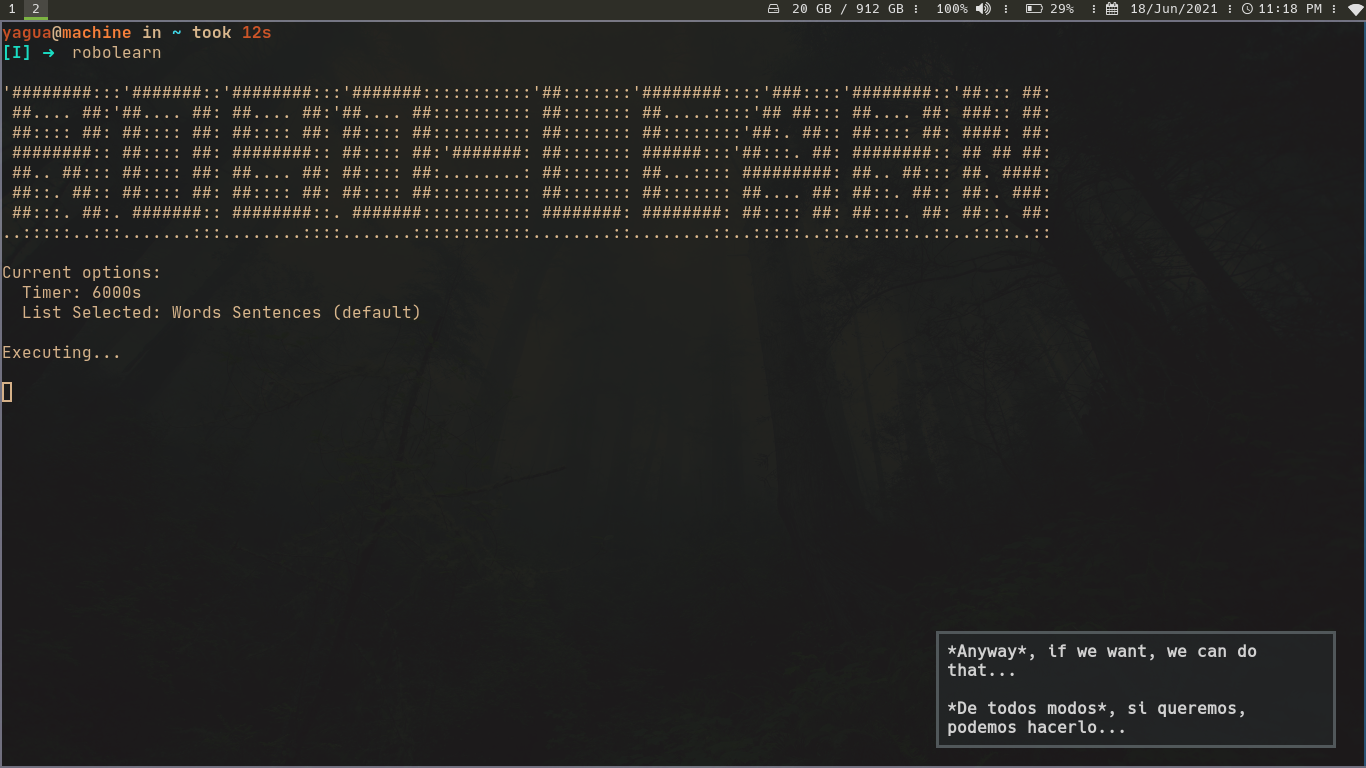 1 2 20 GB / 912 GB ⋮ 100% ⋮ 29% ⋮ 18/Jun/2021 ⋮ 11:18 PM ⋮
yagua@machine in ~ took 12s
[I] ➜ robolearn
'########:::'#######::'########:::'#######:::::::::::'##:::::::'########::::'###::::'########::'##::: ##:
 ##.... ##:'##.... ##: ##.... ##:'##.... ##::::::::::: ##::::::: ##.....::::'## ##::: ##.... ##: ###:: ##:
 ##:::: ##: ##:::: ##: ##:::: ##: ##:::: ##::::::::::: ##::::::: ##::::::::'##:. ##:: ##:::: ##: ####: ##:
 ########:: ##:::: ##: ########:: ##:::: ##:'#######: ##::::::: ######:::'##:::. ##: ########:: ## ## ##:
 ##.. ##::: ##:::: ##: ##.... ##: ##:::: ##:........: ##::::::: ##...:::: #########: ##.. ##::: ##. ####:
 ##::. ##:: ##:::: ##: ##:::: ##: ##:::: ##::::::::::: ##::::::: ##::::::: ##.... ##: ##::. ##:: ##:. ###:
 ##:::. ##:. #######:: ########::. #######::::::::::: ########: ########: ##:::: ##: ##:::. ##: ##::. ##:
..:::::..:::.......:::........::::.......::::::::::::........::........::..:::::..::..:::::..::..::::..::
Current options:
  Timer: 6000s
  List Selected: Words Sentences (default)
Executing...
*Anyway*, if we want, we can do
that...
*De todos modos*, si queremos,
podemos hacerlo...